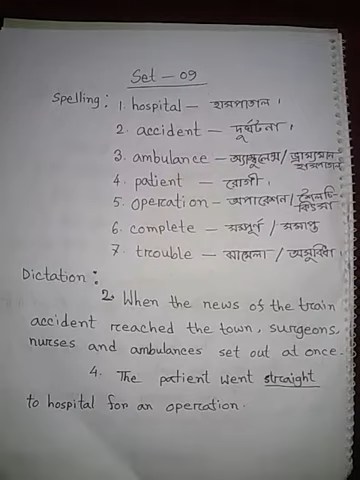 Set - 09
Spelling : 1. hospital – হাসপাতাল ।
2. accident – দূর্ঘটনা ।
3. ambulance – অ্যাম্বুলেন্স / ভ্রাম্যমান হাসপাতাল
4. patient – রোগী ।
5. operation – অপারেশন / শৈল্যচিকিৎসা
6. complete – সম্পূর্ণ / সমাপ্ত
7. trouble – ঝামেলা / অসুবিধা ।
Dictation :
2. When the news of the train
accident reached the town, surgeons,
nurses and ambulances set out at once.
4. The patient went straight
to hospital for an operation.